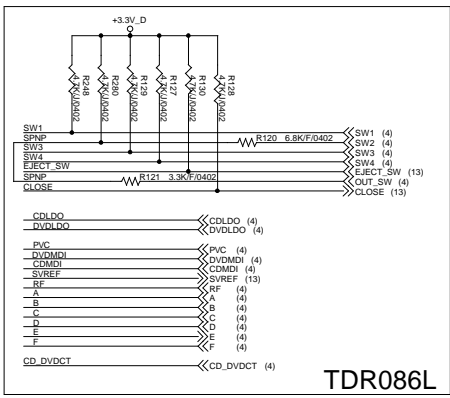 +3.3V_D
R248 4.7K/J/0402
R280 4.7K/J/0402
R129 4.7K/J/0402
R127 4.7K/J/0402
R130 4.7K/J/0402
R128 4.7K/J/0402
SW1 SW1 (4)
SPNP R120 6.8K/F/0402 SW2 (4)
SW3 SW3 (4)
SW4 SW4 (4)
EJECT_SW EJECT_SW (13)
SPNP R121 3.3K/F/0402 OUT_SW (4)
CLOSE CLOSE (13)
CDLDO CDLDO (4)
DVDLDO DVDLDO (4)
PVC PVC (4)
DVDMDI DVDMDI (4)
CDMDI CDMDI (4)
SVREF SVREF (13)
RF RF (4)
A A (4)
B B (4)
C C (4)
D D (4)
E E (4)
F F (4)
CD_DVDCT CD_DVDCT (4)
TDR086L